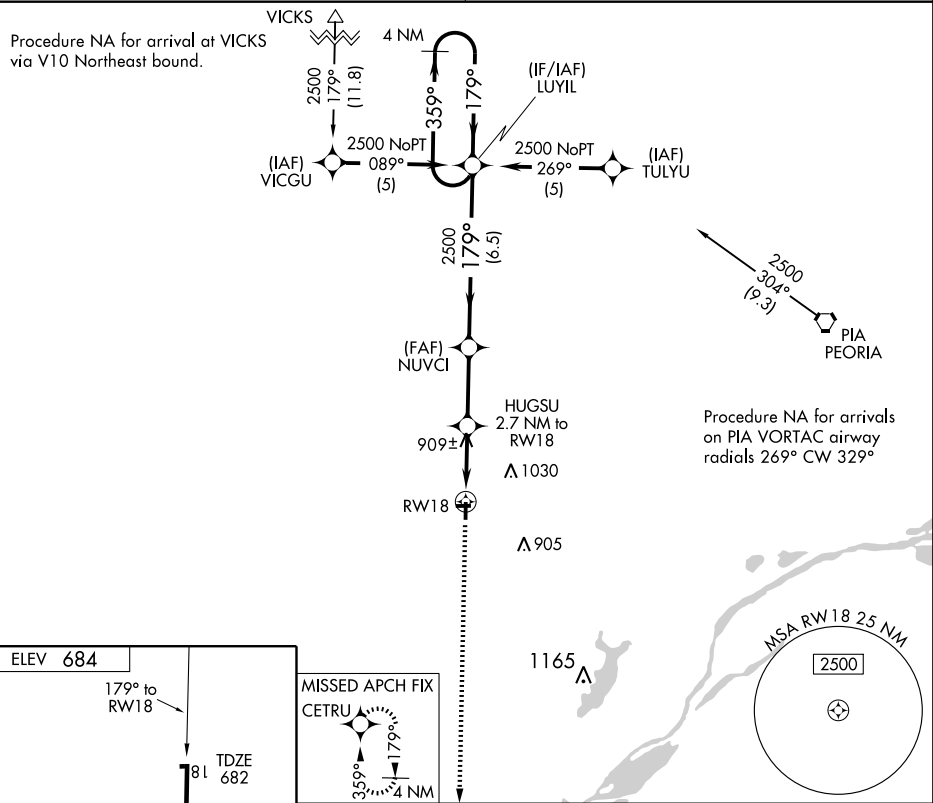 VICKS
Procedure NA for arrival at VICKS
via V10 Northeast bound.
2500
179°
(11.8)
4 NM
359°
179°
(IF/IAF)
LUYIL
(IAF)
VICGU
2500 NoPT
089°
(5)
2500 NoPT
269°
(5)
(IAF)
TULYU
2500
179°
(6.5)
2500
304°
(9.3)
PIA
PEORIA
(FAF)
NUVCI
HUGSU
2.7 NM to
RW18
909±
1030
Procedure NA for arrivals
on PIA VORTAC airway
radials 269° CW 329°
RW18
905
1165
MSA RW18 25 NM
2500
ELEV 684
179° to
RW18
18
TDZE
682
MISSED APCH FIX
CETRU
359°
179°
4 NM